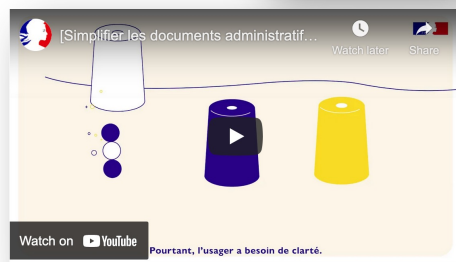 [Simplifier les documents administratif…
Watch later
Share
Watch on YouTube
Pourtant, l'usager a besoin de clarté.